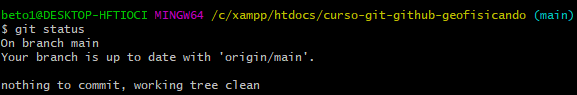 beto1@DESKTOP-HFTIOCI MINGW64 /c/xampp/htdocs/curso-git-github-geofisicando (main)
$ git status
On branch main
Your branch is up to date with 'origin/main'.
nothing to commit, working tree clean